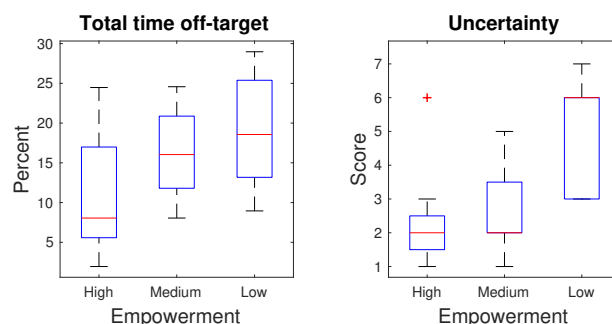 Total time off-target
30
25
20
15
10
5
Percent
High Medium Low
Empowerment
Uncertainty
7
6
5
4
3
2
1
Score
High Medium Low
Empowerment